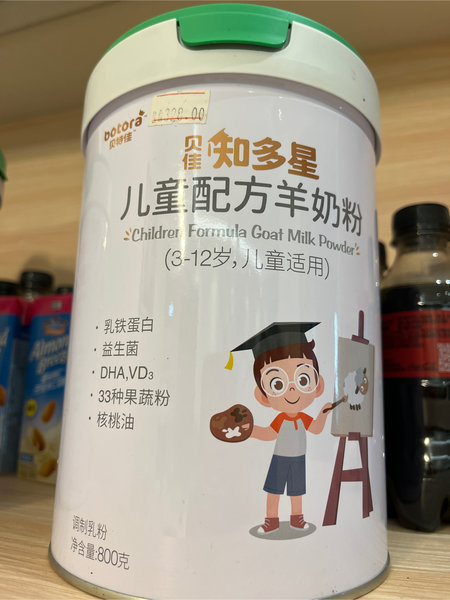 botora
贝特佳
贝佳
知多星
儿童配方羊奶粉
Children Formula Goat Milk Powder
(3-12岁,儿童适用)
·乳铁蛋白
·益生菌
·DHA,VD₃
·33种果蔬粉
·核桃油
调制乳粉
净含量:800克
Almond